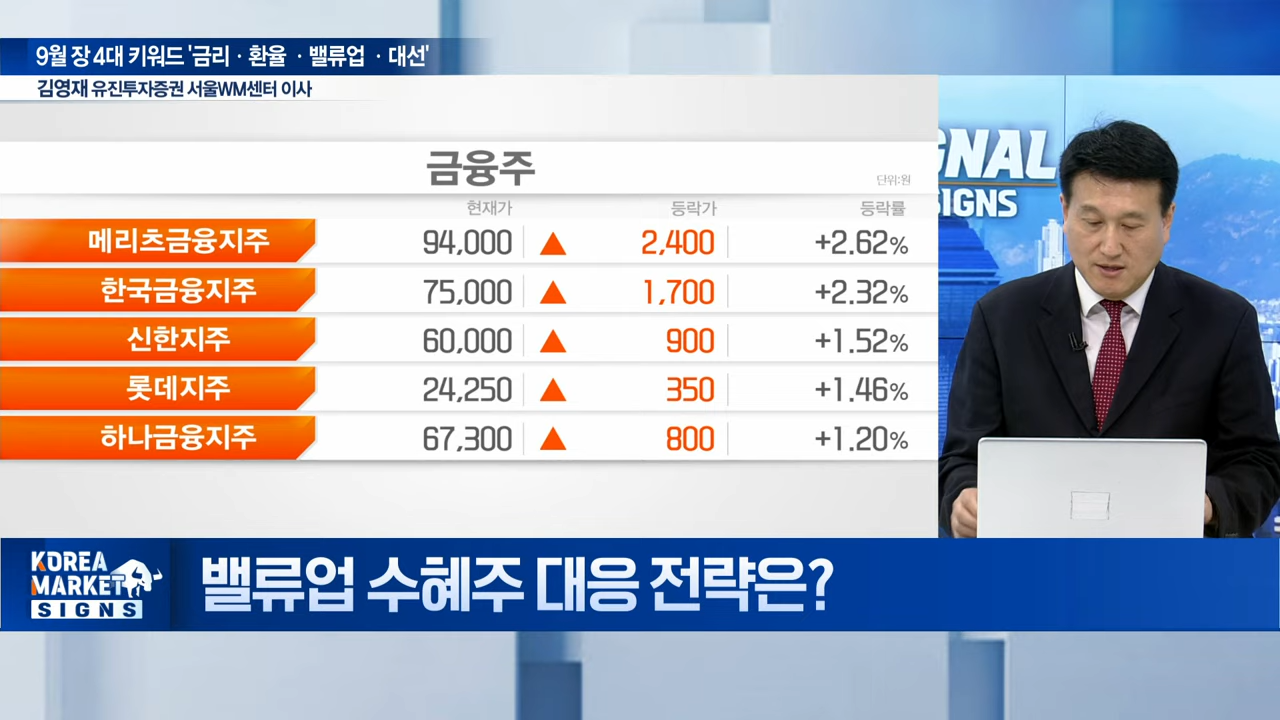 9월 장 4대 키워드 '금리 · 환율 · 밸류업 · 대선'
김영재 유진투자증권 서울WM센터 이사
금융주
단위:원
현재가 등락가 등락률
메리츠금융지주 94,000 ▲ 2,400 +2.62%
한국금융지주 75,000 ▲ 1,700 +2.32%
신한지주 60,000 ▲ 900 +1.52%
롯데지주 24,250 ▲ 350 +1.46%
하나금융지주 67,300 ▲ 800 +1.20%
GNAL
SIGNS
KOREA
MARKET
SIGNS
밸류업 수혜주 대응 전략은?